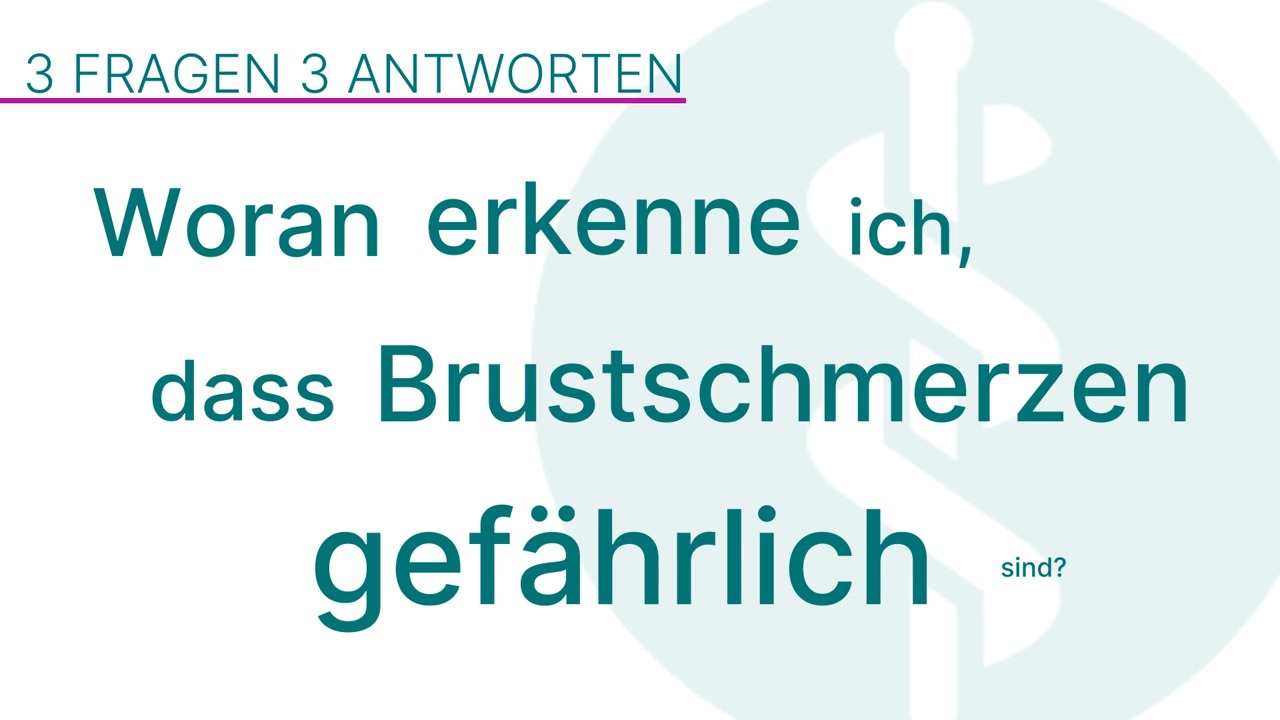 3 FRAGEN 3 ANTWORTEN
Woran erkenne ich,
dass Brustschmerzen
gefährlich sind?